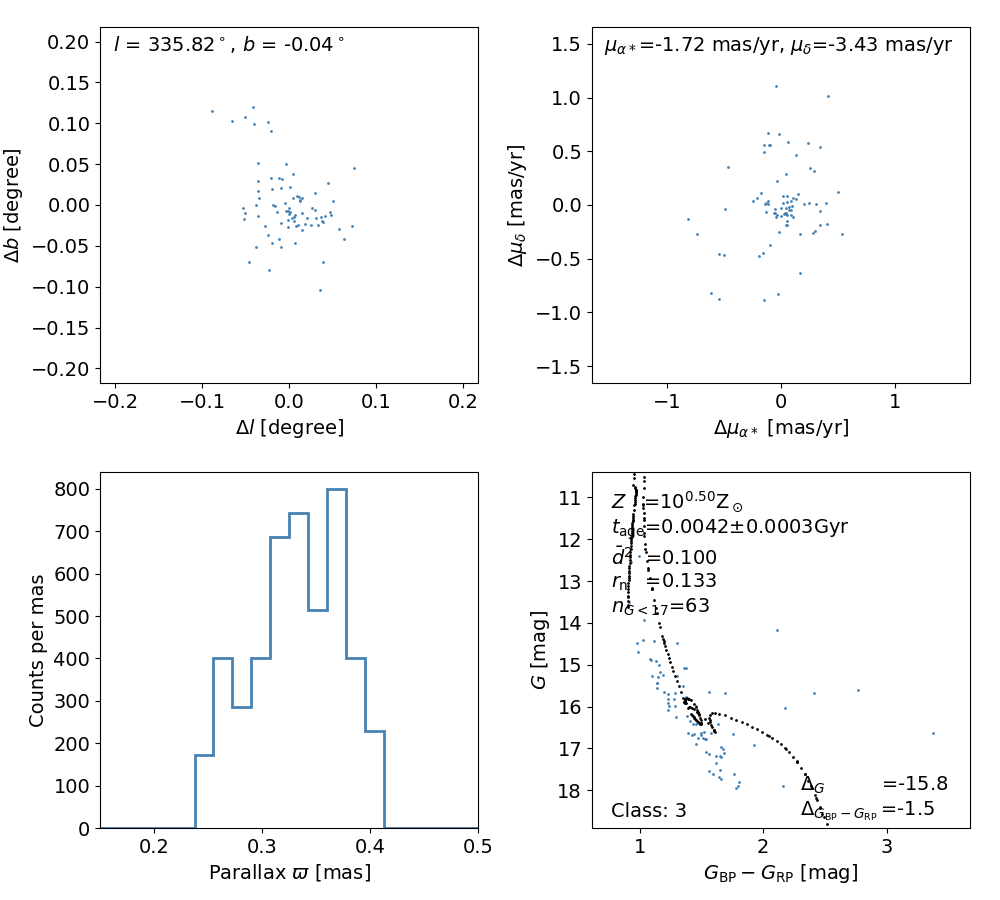 l = 335.82°, b = -0.04°
0.20
0.15
0.10
0.05
0.00
−0.05
−0.10
−0.15
−0.20
Δb [degree]
−0.2 −0.1 0.0 0.1 0.2
Δl [degree]
μα*=-1.72 mas/yr, μδ=-3.43 mas/yr
1.5
1.0
0.5
0.0
−0.5
−1.0
−1.5
Δμδ [mas/yr]
−1 0 1
Δμα* [mas/yr]
800
700
600
500
400
300
200
100
0
Counts per mas
0.2 0.3 0.4 0.5
Parallax ϖ [mas]
Z =10^0.50 Z⊙
t_age=0.0042±0.0003Gyr
d̄² =0.100
r_n =0.133
n_G<17=63
11
12
13
14
15
16
17
18
G [mag]
Δ_G =-15.8
Δ_GBP−GRP =-1.5
Class: 3
1 2 3
G_BP − G_RP [mag]